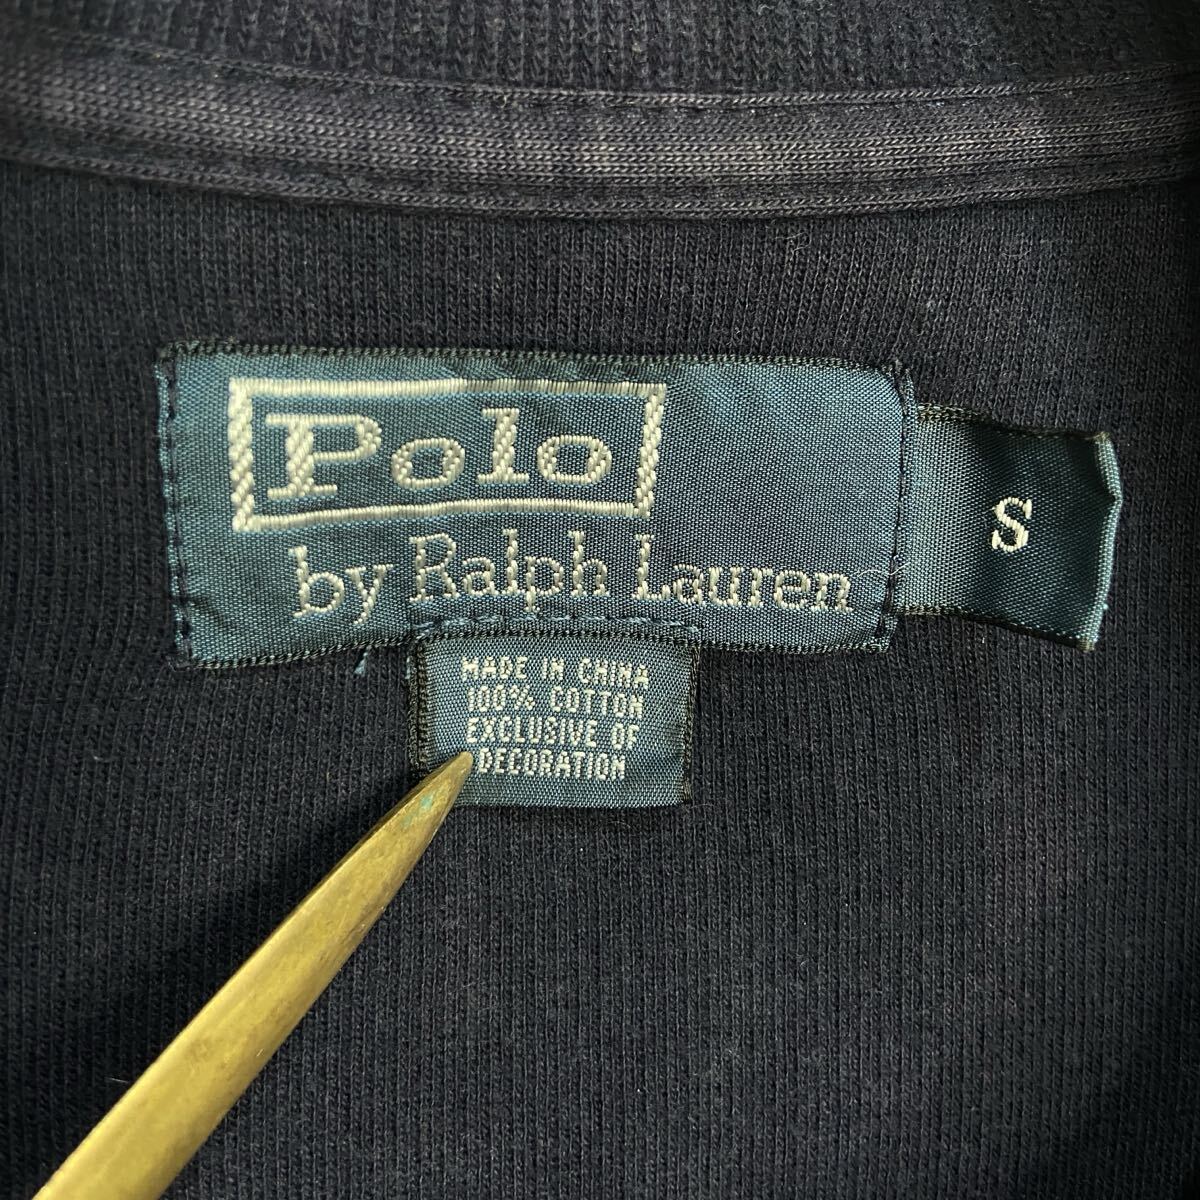 Polo
by Ralph Lauren
S
MADE IN CHINA
100% COTTON
EXCLUSIVE OF
DECORATION